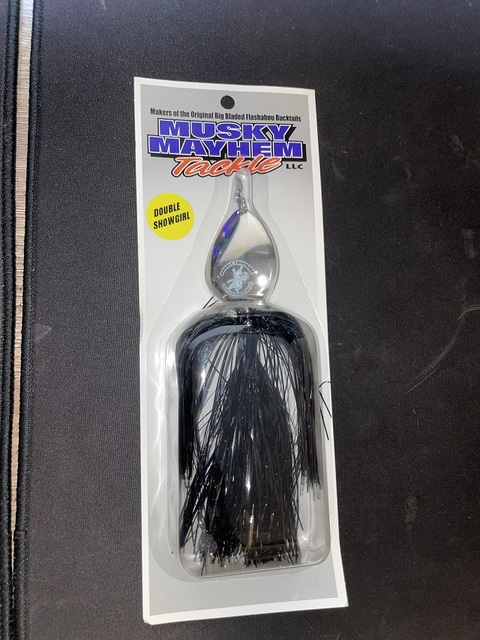 Makers of the Original Big Bladed Flashabou Bucktails
MUSKY
MAYHEM
Tackle LLC
DOUBLE
SHOWGIRL